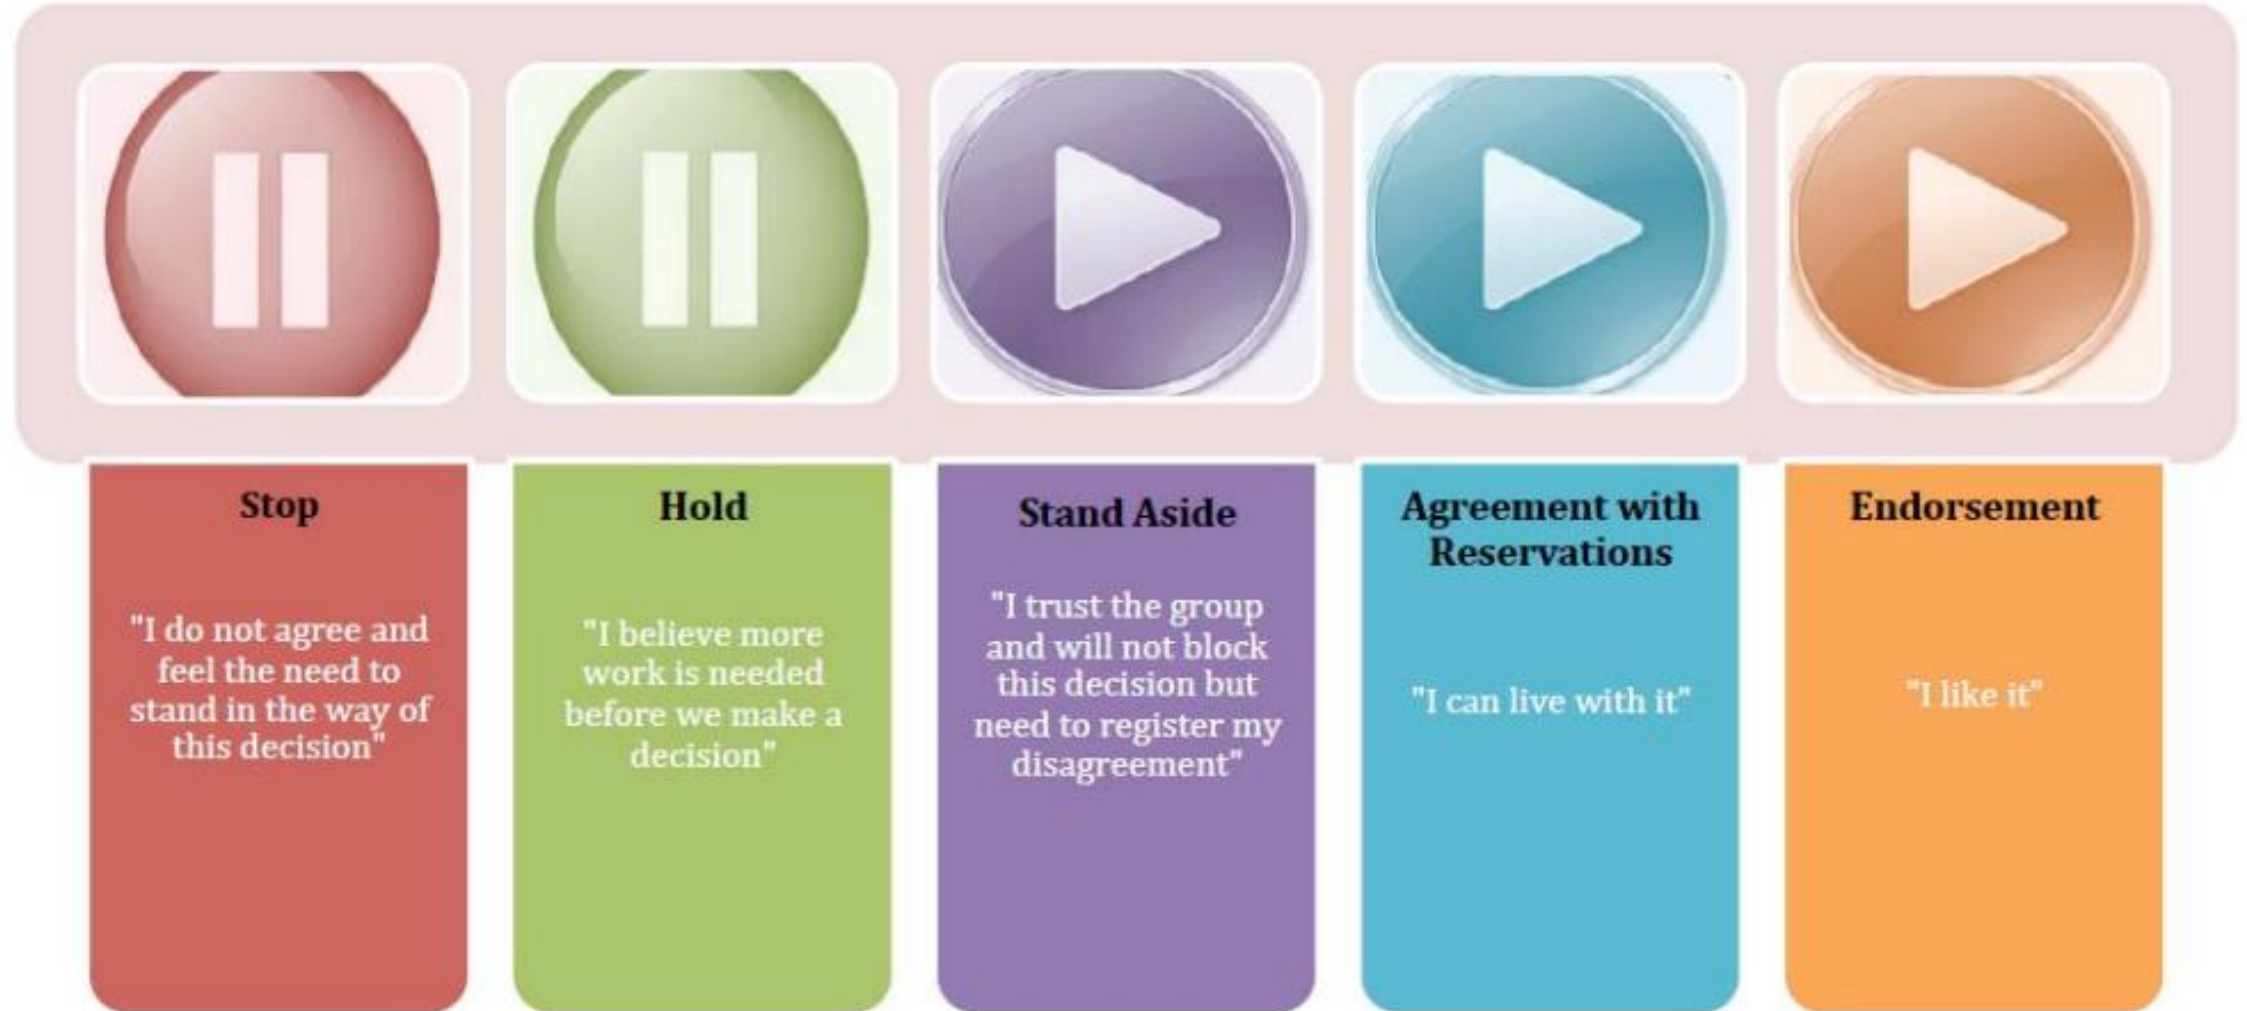 Stop
"I do not agree and
feel the need to
stand in the way of
this decision"
Hold
"I believe more
work is needed
before we make a
decision"
Stand Aside
"I trust the group
and will not block
this decision but
need to register my
disagreement"
Agreement with
Reservations
"I can live with it"
Endorsement
"I like it"